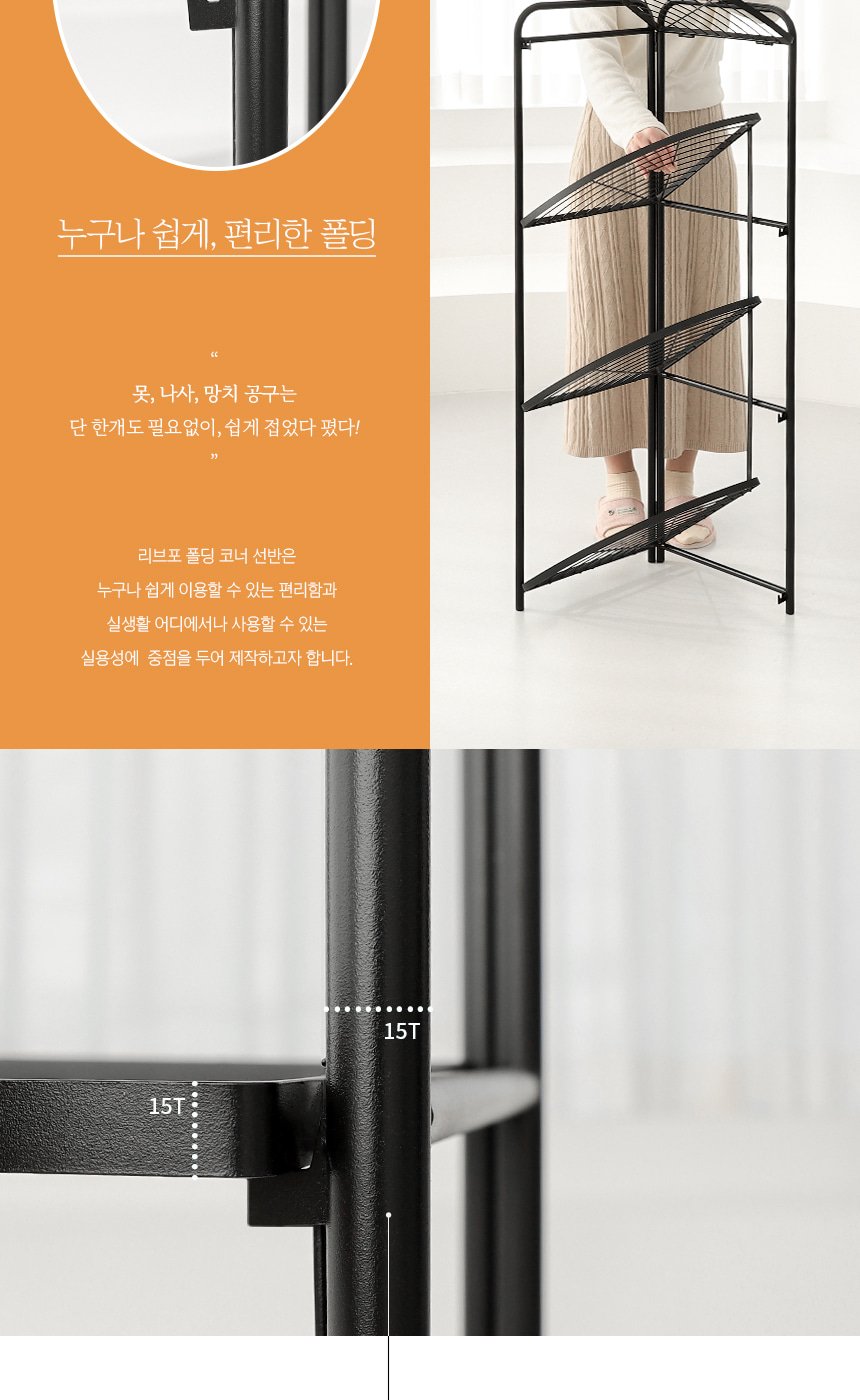 누구나 쉽게, 편리한 폴딩
“
못, 나사, 망치 공구는
단 한개도 필요없이, 쉽게 접었다 폈다!
”
리브포 폴딩 코너 선반은
누구나 쉽게 이용할 수 있는 편리함과
실생활 어디에서나 사용할 수 있는
실용성에 중점을 두어 제작하고자 합니다.
15T
15T